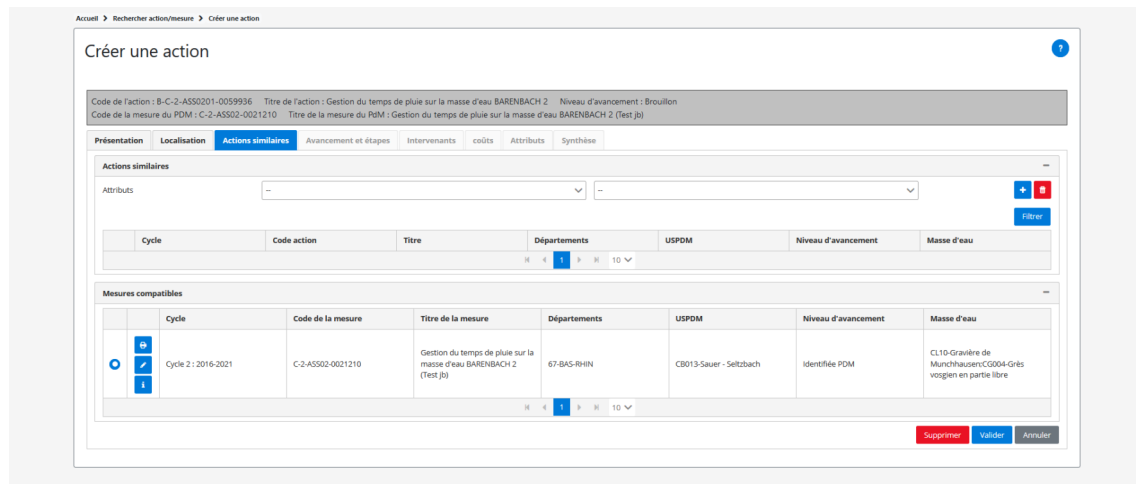 Accueil > Rechercher action/mesure > Créer une action
Créer une action
?
Code de l'action : B-C-2-ASS0201-0059936 Titre de l'action : Gestion du temps de pluie sur la masse d'eau BARENBACH 2 Niveau d'avancement : Brouillon
Code de la mesure du PDM : C-2-ASS02-0021210 Titre de la mesure du PdM : Gestion du temps de pluie sur la masse d'eau BARENBACH 2 (Test jb)
Présentation Localisation Actions similaires Avancement et étapes Intervenants coûts Attributs Synthèse
Actions similaires
Attributs -- --
Filtrer
Cycle Code action Titre Départements USPDM Niveau d'avancement Masse d'eau
1 10
Mesures compatibles
Cycle Code de la mesure Titre de la mesure Départements USPDM Niveau d'avancement Masse d'eau
Cycle 2 : 2016-2021 C-2-ASS02-0021210 Gestion du temps de pluie sur la masse d'eau BARENBACH 2 (Test jb) 67-BAS-RHIN CB013-Sauer - Seltzbach Identifiée PDM CL10-Gravière de Munchhausen:CG004-Grès vosgien en partie libre
1 10
Supprimer Valider Annuler